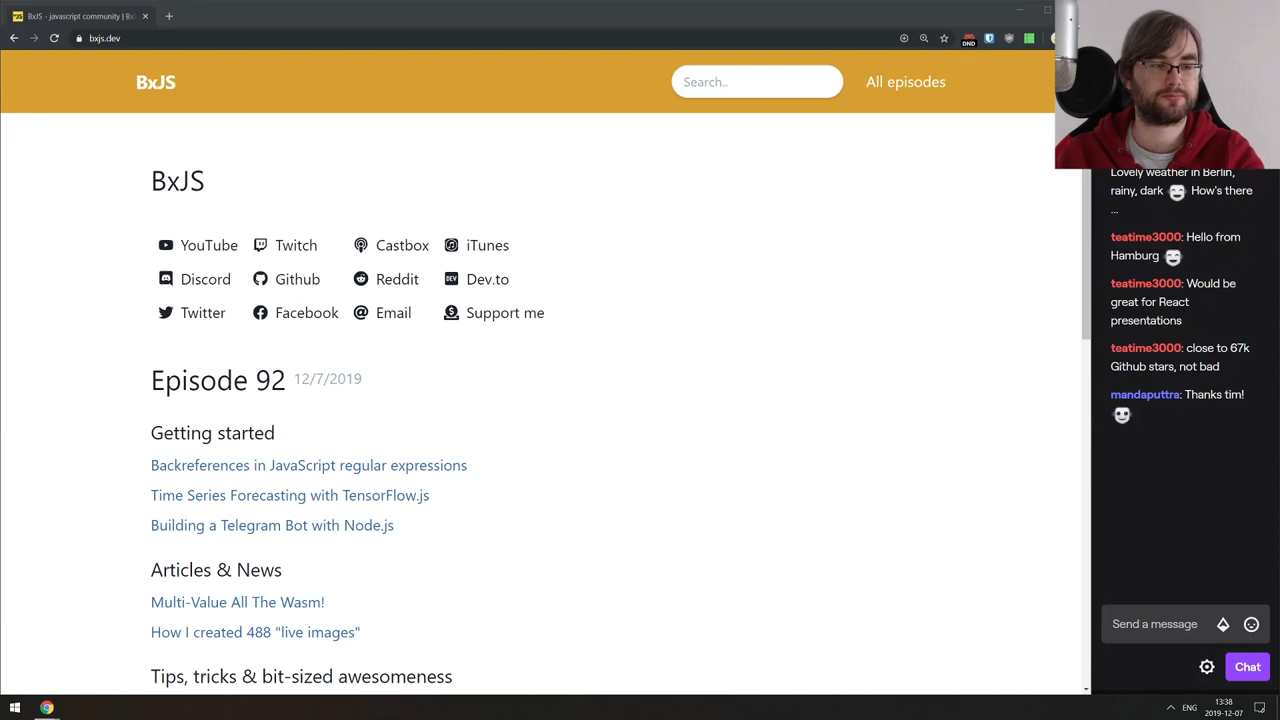 BxJS - javascript community | Bx
bxjs.dev
DND
BxJS
Search..
All episodes
BxJS
YouTube
Twitch
Castbox
iTunes
Discord
Github
Reddit
Dev.to
Twitter
Facebook
Email
Support me
Episode 92 12/7/2019
Getting started
Backreferences in JavaScript regular expressions
Time Series Forecasting with TensorFlow.js
Building a Telegram Bot with Node.js
Articles & News
Multi-Value All The Wasm!
How I created 488 "live images"
Tips, tricks & bit-sized awesomeness
Lovely weather in Berlin,
rainy, dark How's there
...
teatime3000: Hello from
Hamburg
teatime3000: Would be
great for React
presentations
teatime3000: close to 67k
Github stars, not bad
mandaputtra: Thanks tim!
Send a message
Chat
ENG
13:38
2019-12-07